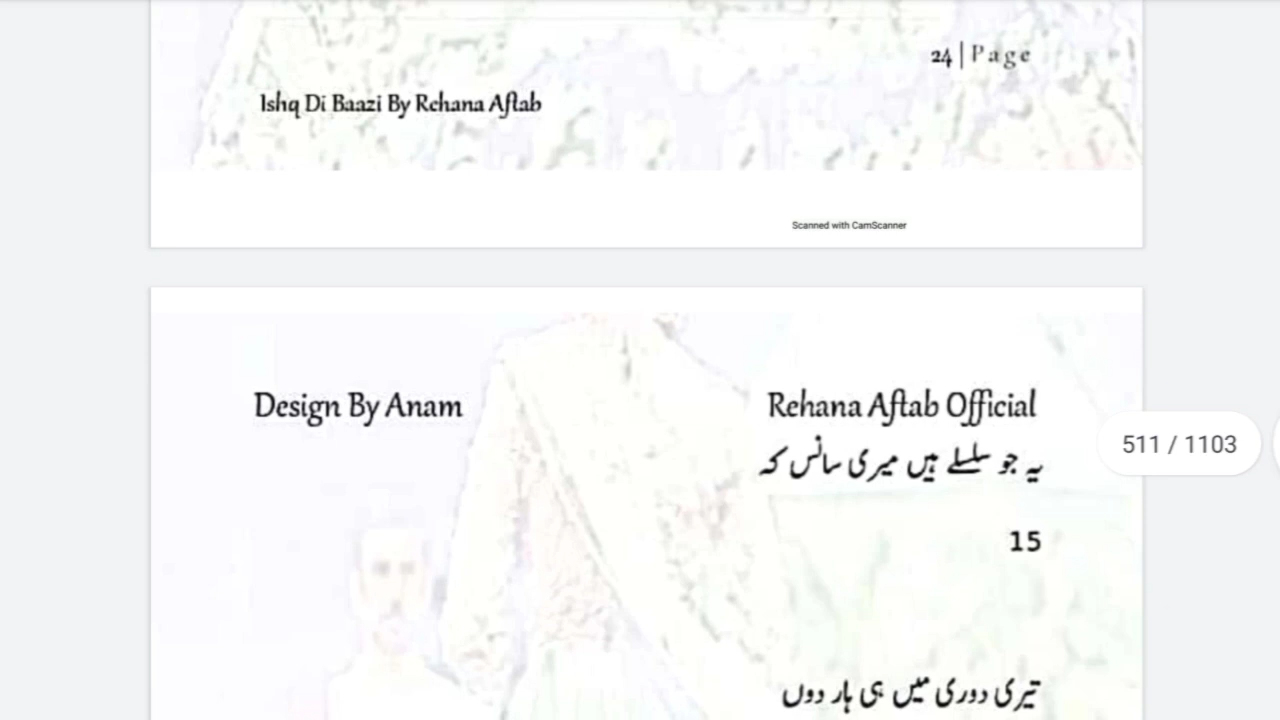 24 | Page
Ishq Di Baazi By Rehana Aftab
Scanned with CamScanner
Design By Anam
Rehana Aftab Official
یہ جو سلسلے ہیں میری سانس کہ
511 / 1103
15
تیری دوری میں ہی ہار دوں